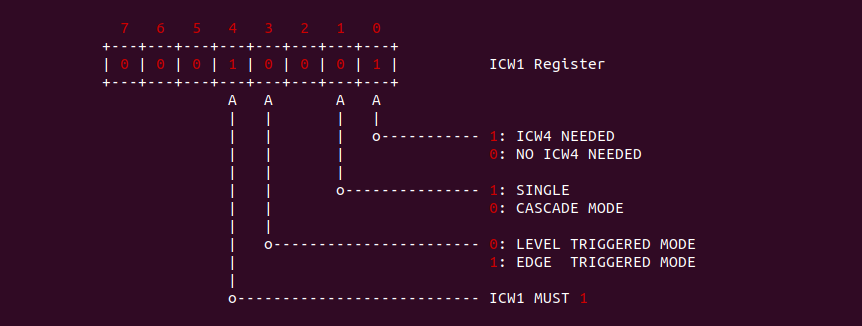 7   6   5   4   3   2   1   0
+---+---+---+---+---+---+---+---+
| 0 | 0 | 0 | 1 | 0 | 0 | 0 | 1 |          ICW1 Register
+---+---+---+---+---+---+---+---+
              A   A       A   A
              |   |       |   |
              |   |       |   o----------- 1: ICW4 NEEDED
              |   |       |                0: NO ICW4 NEEDED
              |   |       |
              |   |       o--------------- 1: SINGLE
              |   |                        0: CASCADE MODE
              |   |
              |   o----------------------- 0: LEVEL TRIGGERED MODE
              |                            1: EDGE  TRIGGERED MODE
              |
              o--------------------------- ICW1 MUST 1